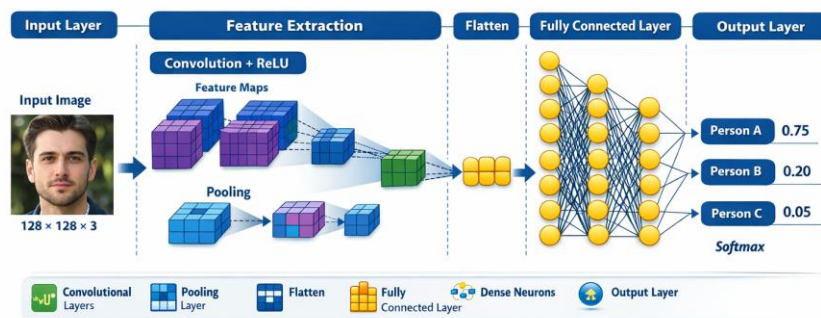 Input Layer
Feature Extraction
Flatten
Fully Connected Layer
Output Layer
Convolution + ReLU
Feature Maps
Input Image
128 × 128 × 3
Pooling
Person A 0.75
Person B 0.20
Person C 0.05
Softmax
Convolutional
Layers
Pooling
Layer
Flatten
Fully
Connected Layer
Dense Neurons
Output Layer